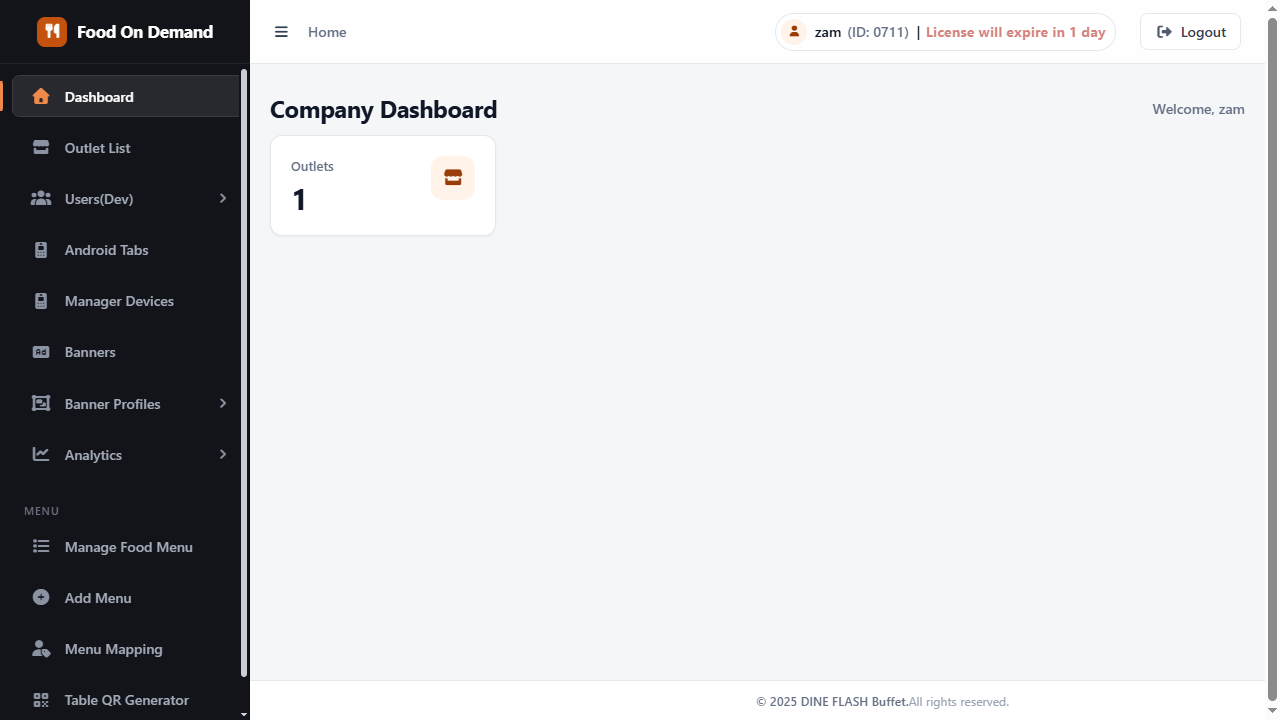 Food On Demand
Home
zam (ID: 0711) | License will expire in 1 day
Logout
Dashboard
Outlet List
Users(Dev)
Android Tabs
Manager Devices
Ad
Banners
Banner Profiles
Analytics
MENU
Manage Food Menu
Add Menu
Menu Mapping
Table QR Generator
Company Dashboard
Welcome, zam
Outlets
1
© 2025 DINE FLASH Buffet.All rights reserved.